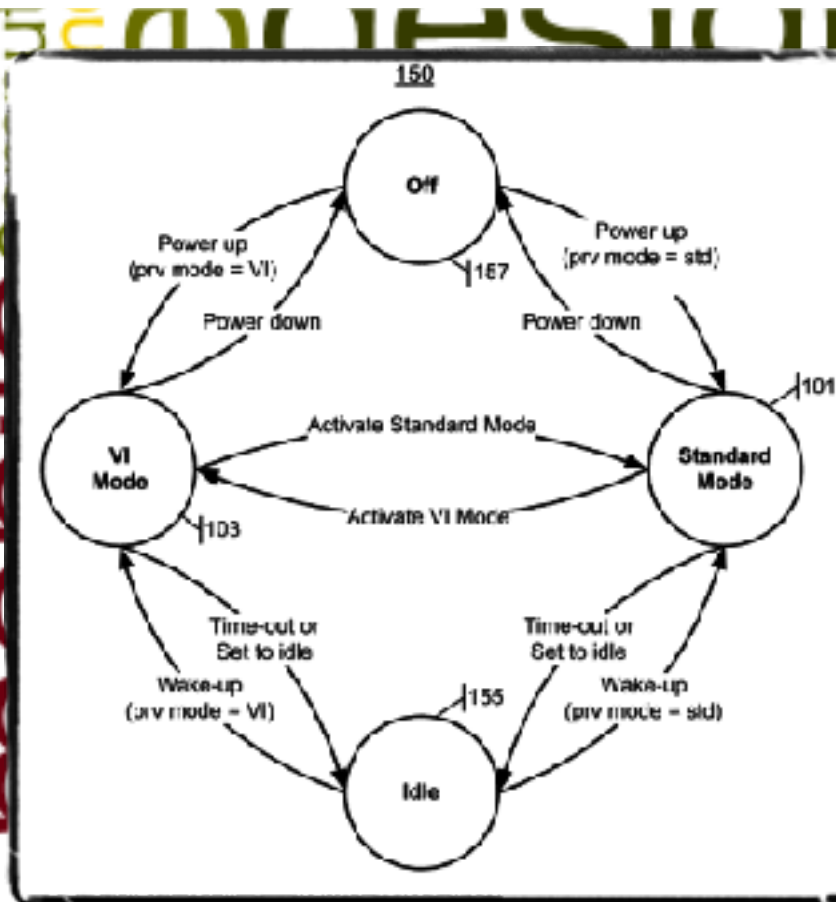 design
150
Off
Power up
(prv mode = VI)
Power up
(prv mode = std)
157
Power down
Power down
101
Activate Standard Mode
VI
Mode
Standard
Mode
Activate VI Mode
103
Time-out or
Set to idle
Time-out or
Set to idle
Wake-up
(prv mode = VI)
155
Wake-up
(prv mode = std)
Idle